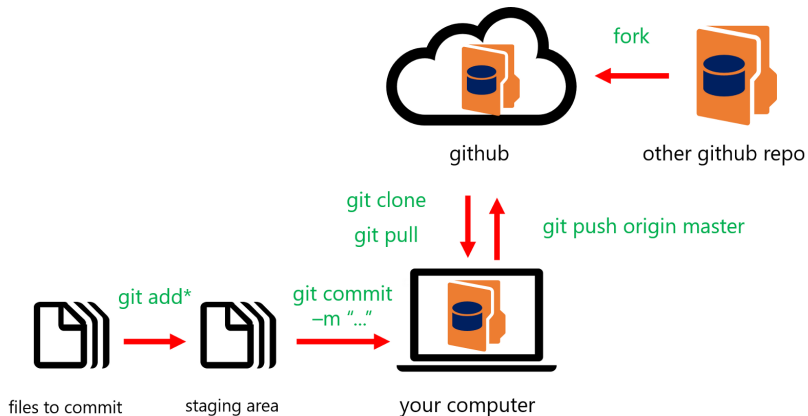 fork
github
other github repo
git clone
git pull
git push origin master
git add*
git commit
–m “...”
files to commit
staging area
your computer